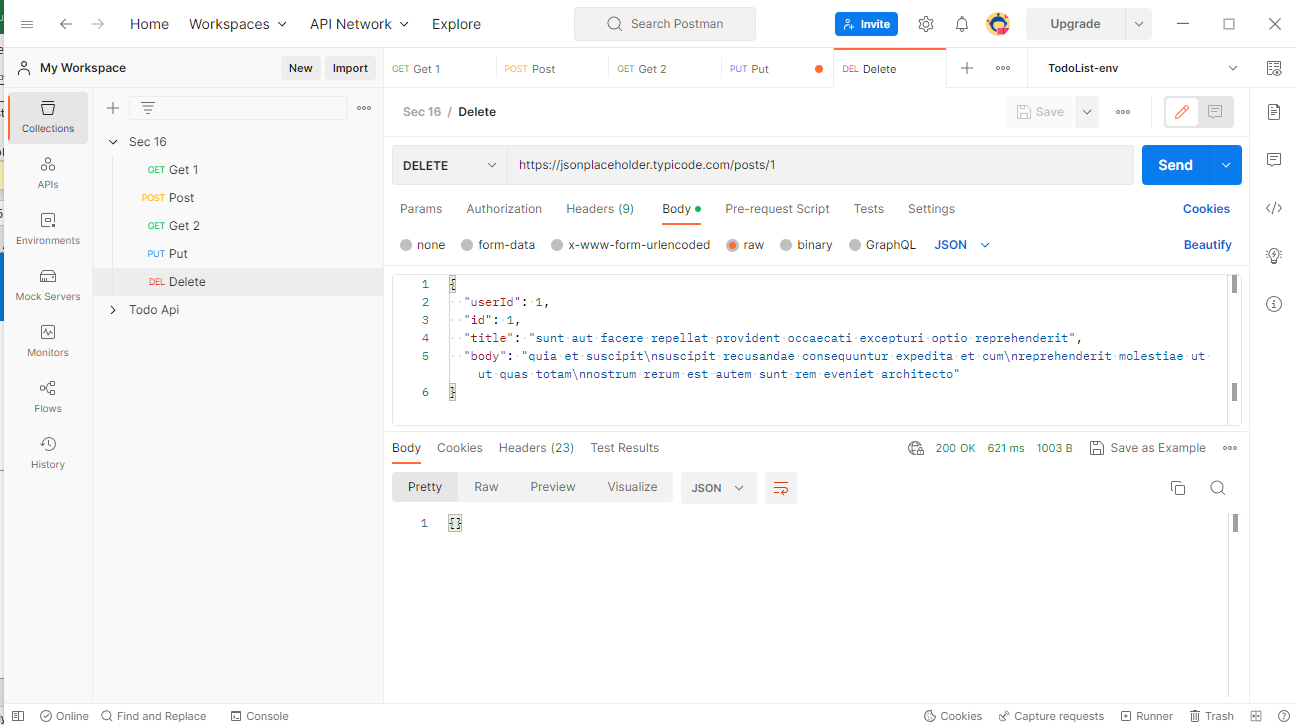 Home Workspaces API Network Explore Search Postman Invite Upgrade
My Workspace New Import GET Get 1 POST Post GET Get 2 PUT Put DEL Delete TodoList-env
Collections
APIs
Environments
Mock Servers
Monitors
Flows
History
Sec 16
GET Get 1
POST Post
GET Get 2
PUT Put
DEL Delete
Todo Api
Sec 16 / Delete Save
DELETE https://jsonplaceholder.typicode.com/posts/1 Send
Params Authorization Headers (9) Body Pre-request Script Tests Settings Cookies
none form-data x-www-form-urlencoded raw binary GraphQL JSON Beautify
1 {
2 "userId": 1,
3 "id": 1,
4 "title": "sunt aut facere repellat provident occaecati excepturi optio reprehenderit",
5 "body": "quia et suscipit\nsuscipit recusandae consequuntur expedita et cum\nreprehenderit molestiae ut
ut quas totam\nnostrum rerum est autem sunt rem eveniet architecto"
6 }
Body Cookies Headers (23) Test Results 200 OK 621 ms 1003 B Save as Example
Pretty Raw Preview Visualize JSON
1 {}
Online Find and Replace Console Cookies Capture requests Runner Trash